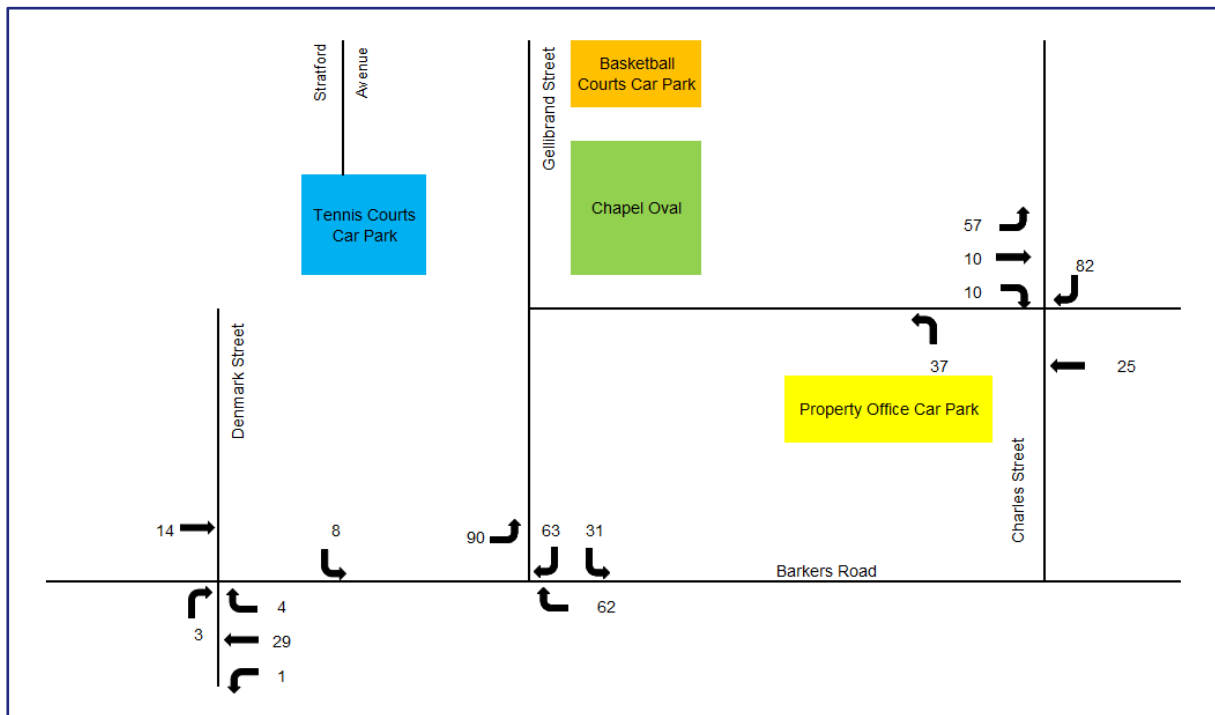 Stratford
Avenue
Gellibrand Street
Basketball
Courts Car Park
Tennis Courts
Car Park
Chapel Oval
57
10
82
10
37
25
Denmark Street
Property Office Car Park
Charles Street
14
8
90
63
31
Barkers Road
3
4
62
29
1